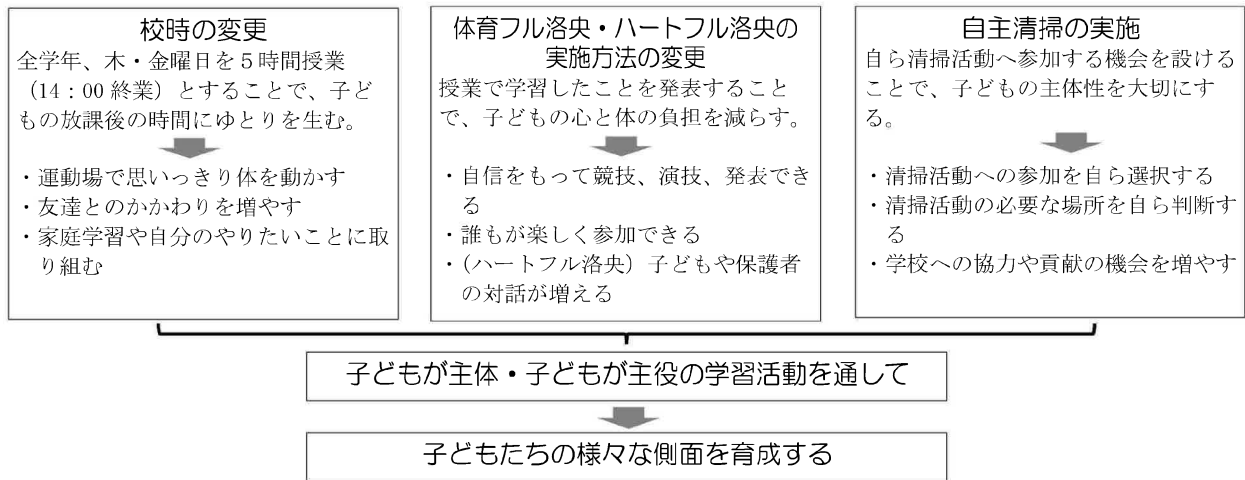 校時の変更
全学年、木・金曜日を５時間授業
（14：00 終業）とすることで、子ど
もの放課後の時間にゆとりを生む。
・運動場で思いっきり体を動かす
・友達とのかかわりを増やす
・家庭学習や自分のやりたいことに取
り組む
体育フル洛央・ハートフル洛央の
実施方法の変更
授業で学習したことを発表すること
で、子どもの心と体の負担を減らす。
・自信をもって競技、演技、発表でき
る
・誰もが楽しく参加できる
・(ハートフル洛央）子どもや保護者
の対話が増える
自主清掃の実施
自ら清掃活動へ参加する機会を設ける
ことで、子どもの主体性を大切にす
る。
・清掃活動への参加を自ら選択する
・清掃活動の必要な場所を自ら判断す
る
・学校への協力や貢献の機会を増やす
子どもが主体・子どもが主役の学習活動を通して
子どもたちの様々な側面を育成する